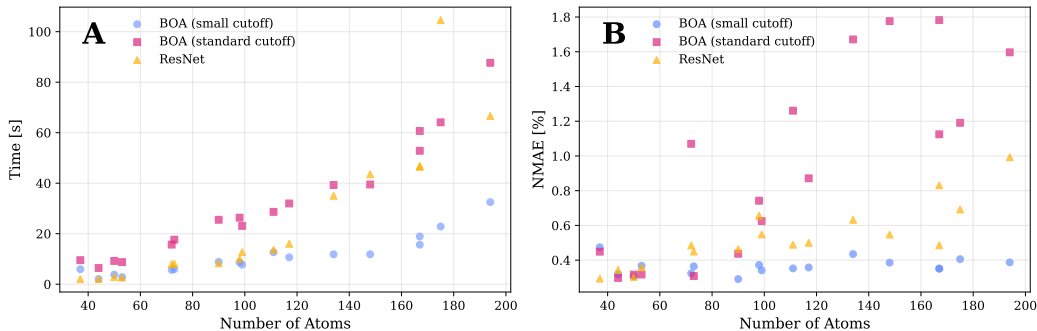 A
BOA (small cutoff)
BOA (standard cutoff)
ResNet
Time [s]
100
80
60
40
20
0
40 60 80 100 120 140 160 180 200
Number of Atoms
B
BOA (small cutoff)
BOA (standard cutoff)
ResNet
NMAE [%]
1.8
1.6
1.4
1.2
1.0
0.8
0.6
0.4
40 60 80 100 120 140 160 180 200
Number of Atoms